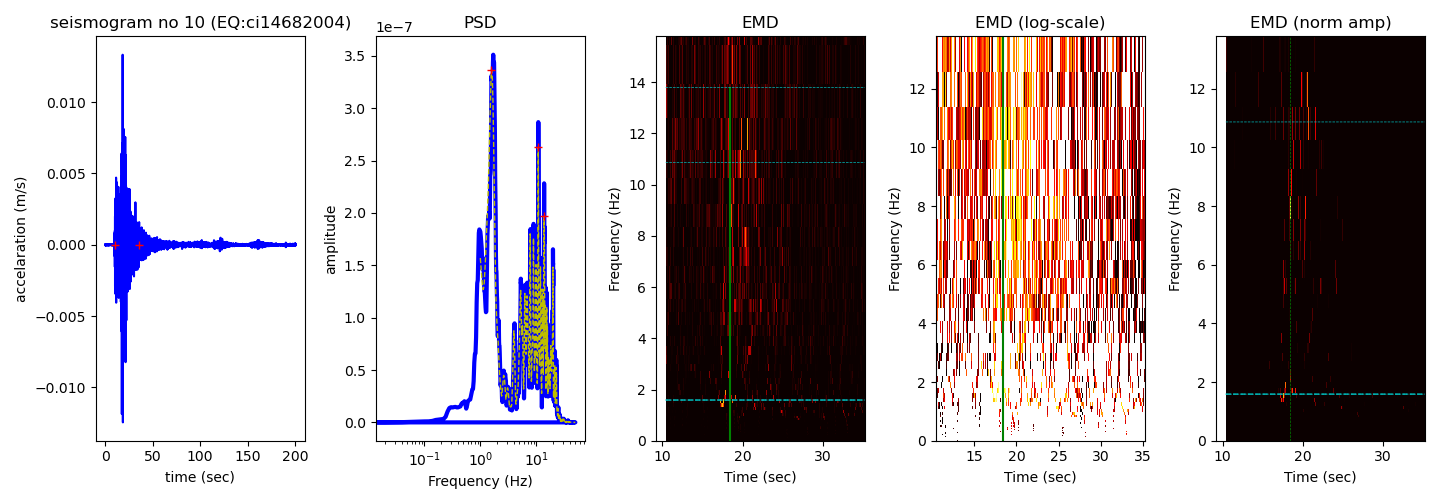 seismogram no 10 (EQ:ci14682004)
accelaration (m/s)
0.010
0.005
0.000
−0.005
−0.010
0 50 100 150 200
time (sec)
PSD
1e−7
amplitude
3.5
3.0
2.5
2.0
1.5
1.0
0.5
0.0
10⁻¹ 10⁰ 10¹
Frequency (Hz)
EMD
Frequency (Hz)
14
12
10
8
6
4
2
0
10 20 30
Time (sec)
EMD (log-scale)
Frequency (Hz)
12
10
8
6
4
2
0
15 20 25 30 35
Time (sec)
EMD (norm amp)
Frequency (Hz)
12
10
8
6
4
2
0
10 20 30
Time (sec)